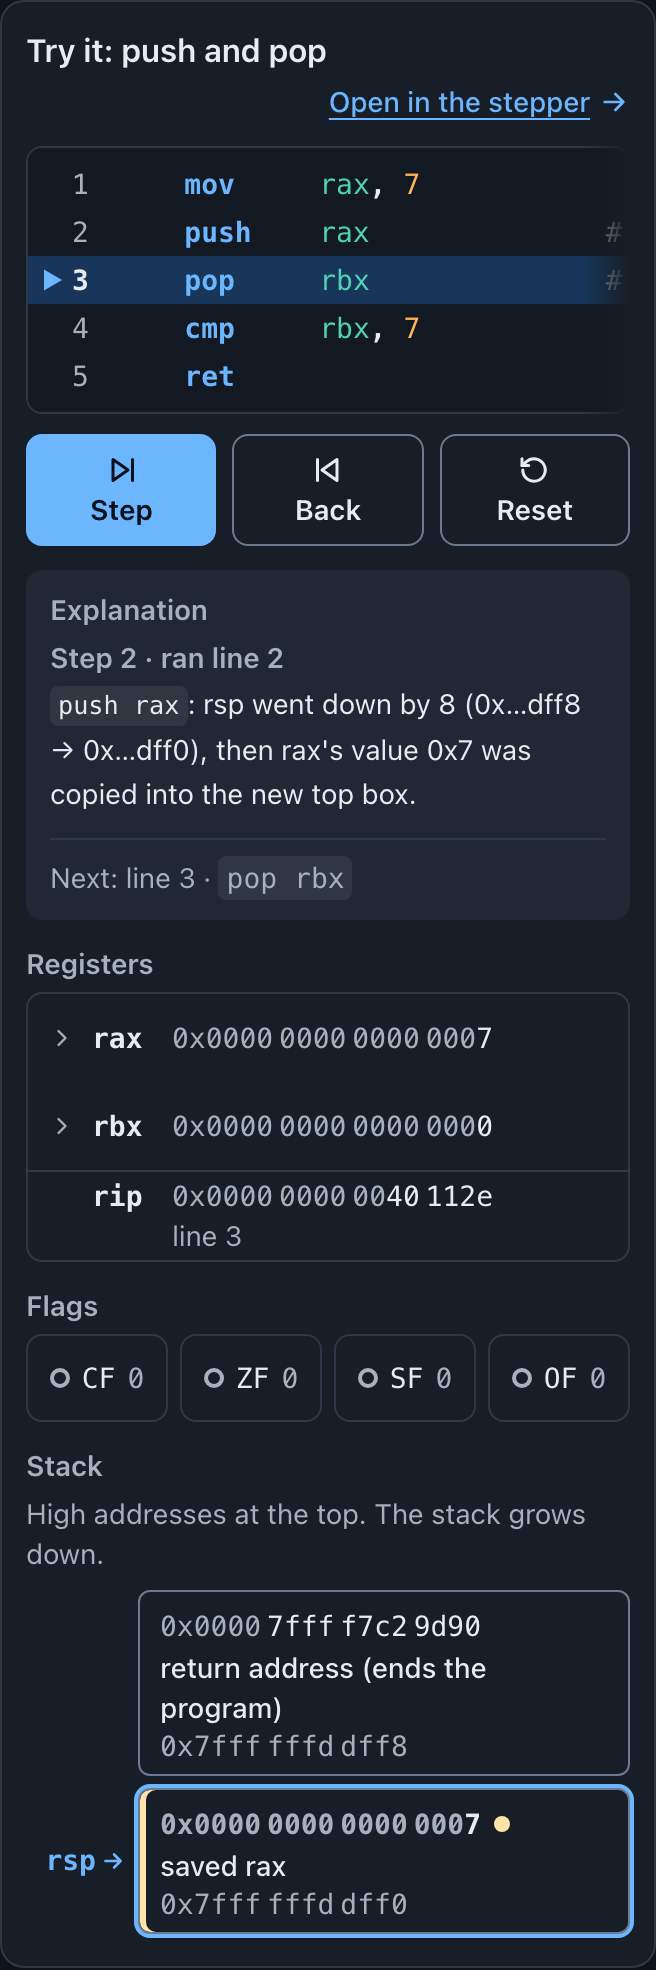 Try it: push and pop
Open in the stepper →
1 mov rax, 7
2 push rax #
▶ 3 pop rbx #
4 cmp rbx, 7
5 ret
Step
Back
Reset
Explanation
Step 2 · ran line 2
push rax: rsp went down by 8 (0x…dff8
→ 0x…dff0), then rax's value 0x7 was
copied into the new top box.
Next: line 3 · pop rbx
Registers
rax 0x0000 0000 0000 0007
rbx 0x0000 0000 0000 0000
rip 0x0000 0000 0040 112e
line 3
Flags
CF 0
ZF 0
SF 0
OF 0
Stack
High addresses at the top. The stack grows
down.
0x0000 7fff f7c2 9d90
return address (ends the
program)
0x7fff fffd dff8
0x0000 0000 0000 0007
rsp →
saved rax
0x7fff fffd dff0